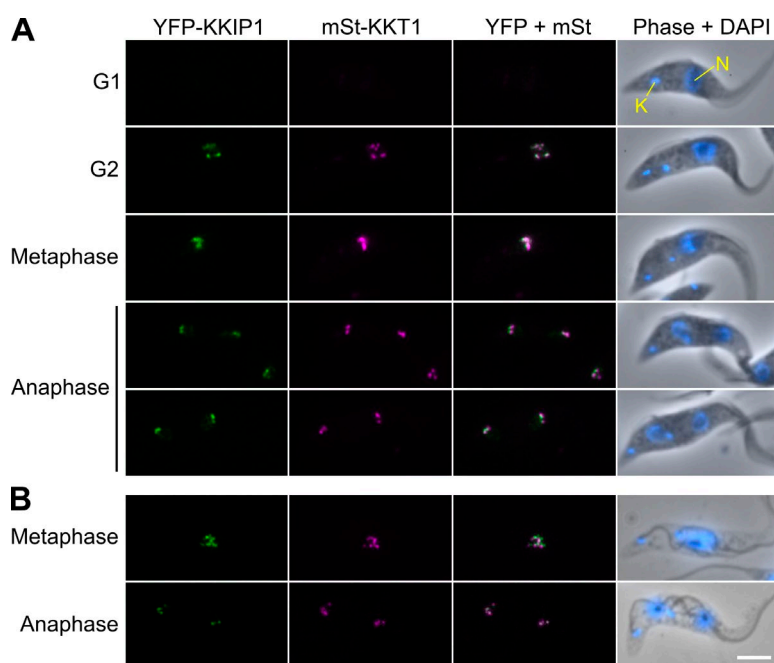 A
YFP-KKIP1 mSt-KKT1 YFP + mSt Phase + DAPI
G1
N
K
G2
Metaphase
Anaphase
B
Metaphase
Anaphase